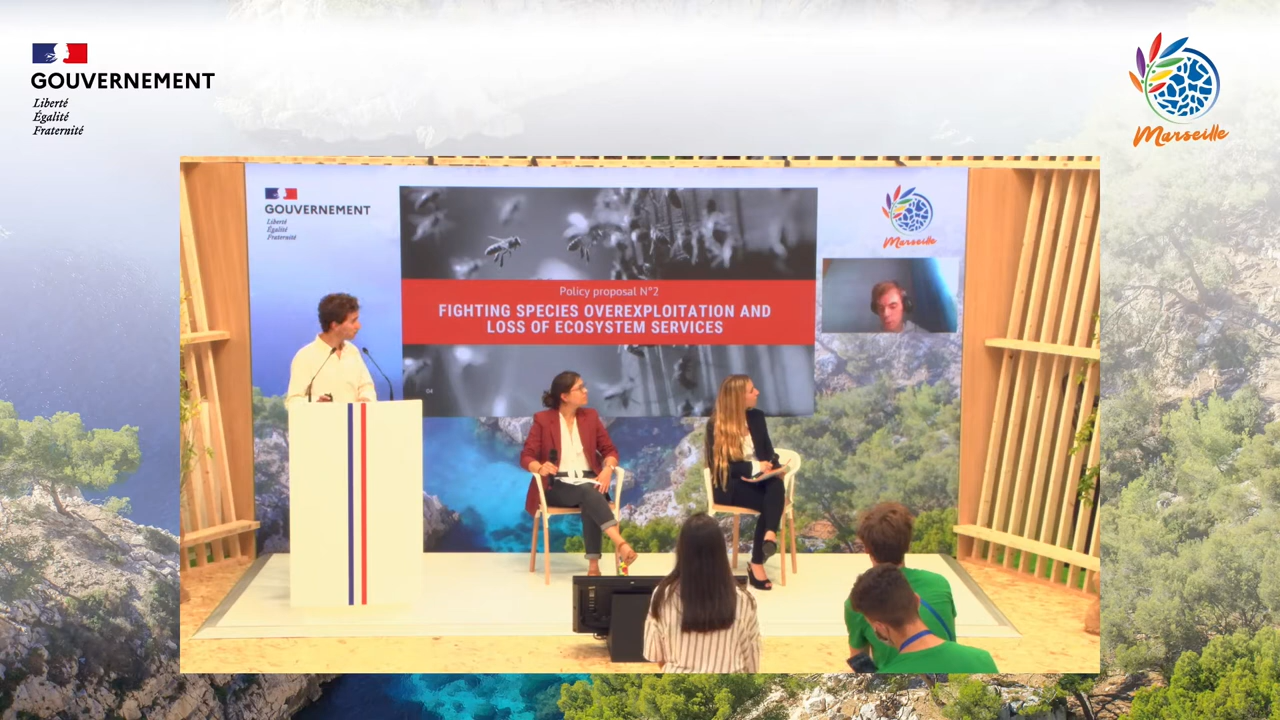 GOUVERNEMENT
Liberté
Égalité
Fraternité
Marseille
GOUVERNEMENT
Liberté
Égalité
Fraternité
Policy proposal N°2
FIGHTING SPECIES OVEREXPLOITATION AND
LOSS OF ECOSYSTEM SERVICES
04
Marseille